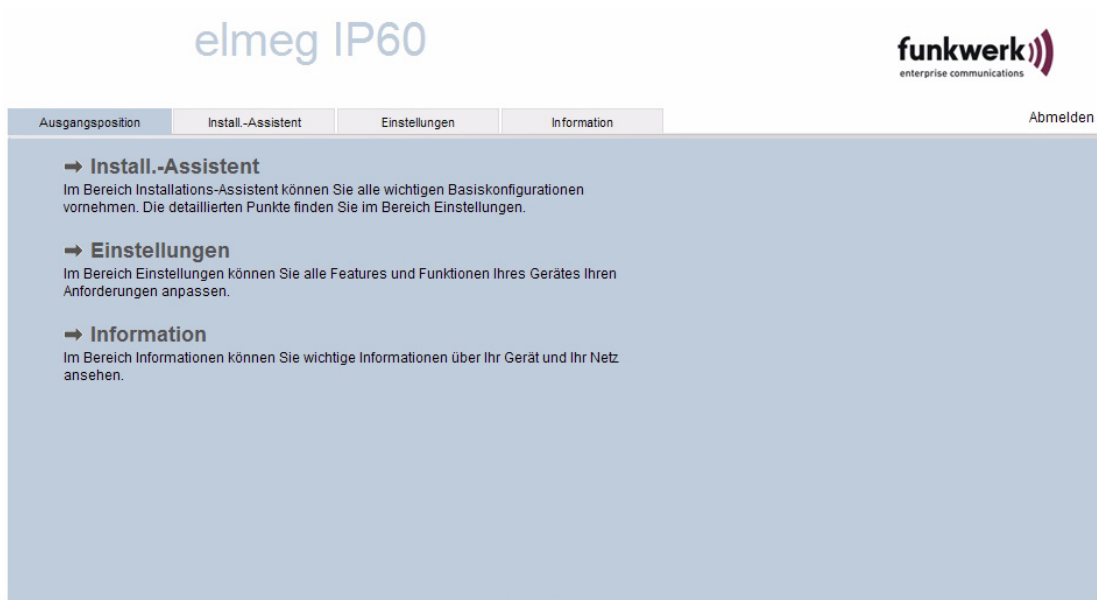 elmeg IP60
funkwerk
enterprise communications
Ausgangsposition
Install.-Assistent
Einstellungen
Information
Abmelden
➞ Install.-Assistent
Im Bereich Installations-Assistent können Sie alle wichtigen Basiskonfigurationen
vornehmen. Die detaillierten Punkte finden Sie im Bereich Einstellungen.
➞ Einstellungen
Im Bereich Einstellungen können Sie alle Features und Funktionen Ihres Gerätes Ihren
Anforderungen anpassen.
➞ Information
Im Bereich Informationen können Sie wichtige Informationen über Ihr Gerät und Ihr Netz
ansehen.